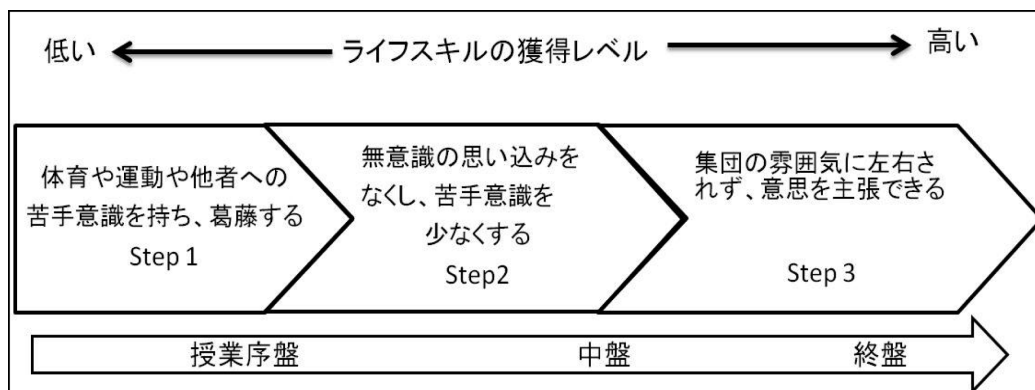 低い ライフスキルの獲得レベル 高い
体育や運動や他者への
苦手意識を持ち、葛藤する
Step 1
無意識の思い込みを
なくし、苦手意識を
少なくする
Step2
集団の雰囲気に左右さ
れず、意思を主張できる
Step 3
授業序盤 中盤 終盤